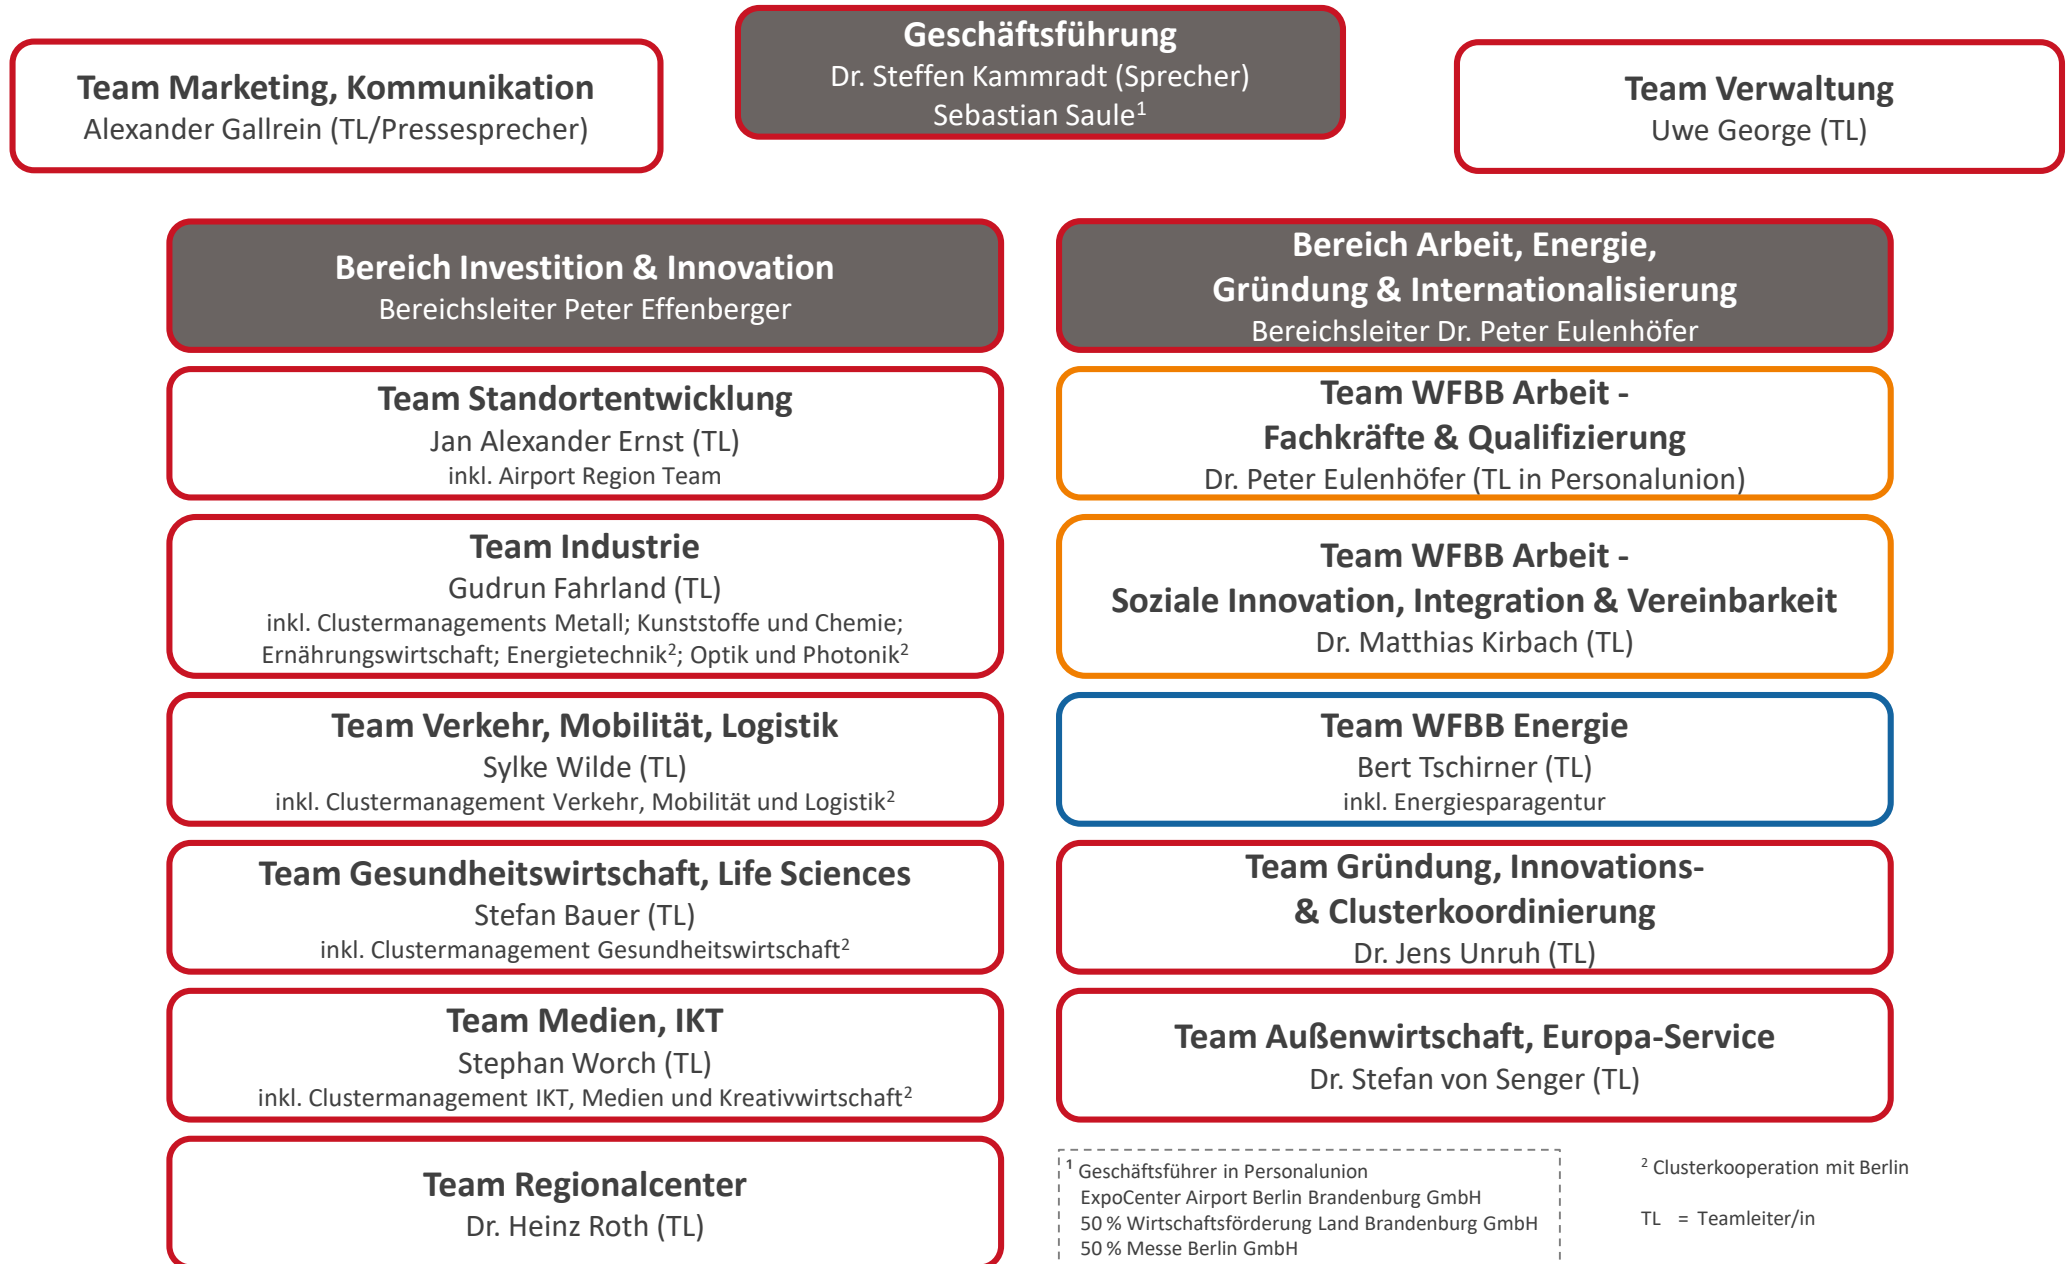 Geschäftsführung
Dr. Steffen Kammradt (Sprecher)
Sebastian Saule¹
Team Marketing, Kommunikation
Alexander Gallrein (TL/Pressesprecher)
Team Verwaltung
Uwe George (TL)
Bereich Investition & Innovation
Bereichsleiter Peter Effenberger
Team Standortentwicklung
Jan Alexander Ernst (TL)
inkl. Airport Region Team
Team Industrie
Gudrun Fahrland (TL)
inkl. Clustermanagements Metall; Kunststoffe und Chemie;
Ernährungswirtschaft; Energietechnik²; Optik und Photonik²
Team Verkehr, Mobilität, Logistik
Sylke Wilde (TL)
inkl. Clustermanagement Verkehr, Mobilität und Logistik²
Team Gesundheitswirtschaft, Life Sciences
Stefan Bauer (TL)
inkl. Clustermanagement Gesundheitswirtschaft²
Team Medien, IKT
Stephan Worch (TL)
inkl. Clustermanagement IKT, Medien und Kreativwirtschaft²
Team Regionalcenter
Dr. Heinz Roth (TL)
Bereich Arbeit, Energie,
Gründung & Internationalisierung
Bereichsleiter Dr. Peter Eulenhöfer
Team WFBB Arbeit -
Fachkräfte & Qualifizierung
Dr. Peter Eulenhöfer (TL in Personalunion)
Team WFBB Arbeit -
Soziale Innovation, Integration & Vereinbarkeit
Dr. Matthias Kirbach (TL)
Team WFBB Energie
Bert Tschirner (TL)
inkl. Energiesparagentur
Team Gründung, Innovations-
& Clusterkoordinierung
Dr. Jens Unruh (TL)
Team Außenwirtschaft, Europa-Service
Dr. Stefan von Senger (TL)
¹ Geschäftsführer in Personalunion
ExpoCenter Airport Berlin Brandenburg GmbH
50 % Wirtschaftsförderung Land Brandenburg GmbH
50 % Messe Berlin GmbH
² Clusterkooperation mit Berlin
TL = Teamleiter/in